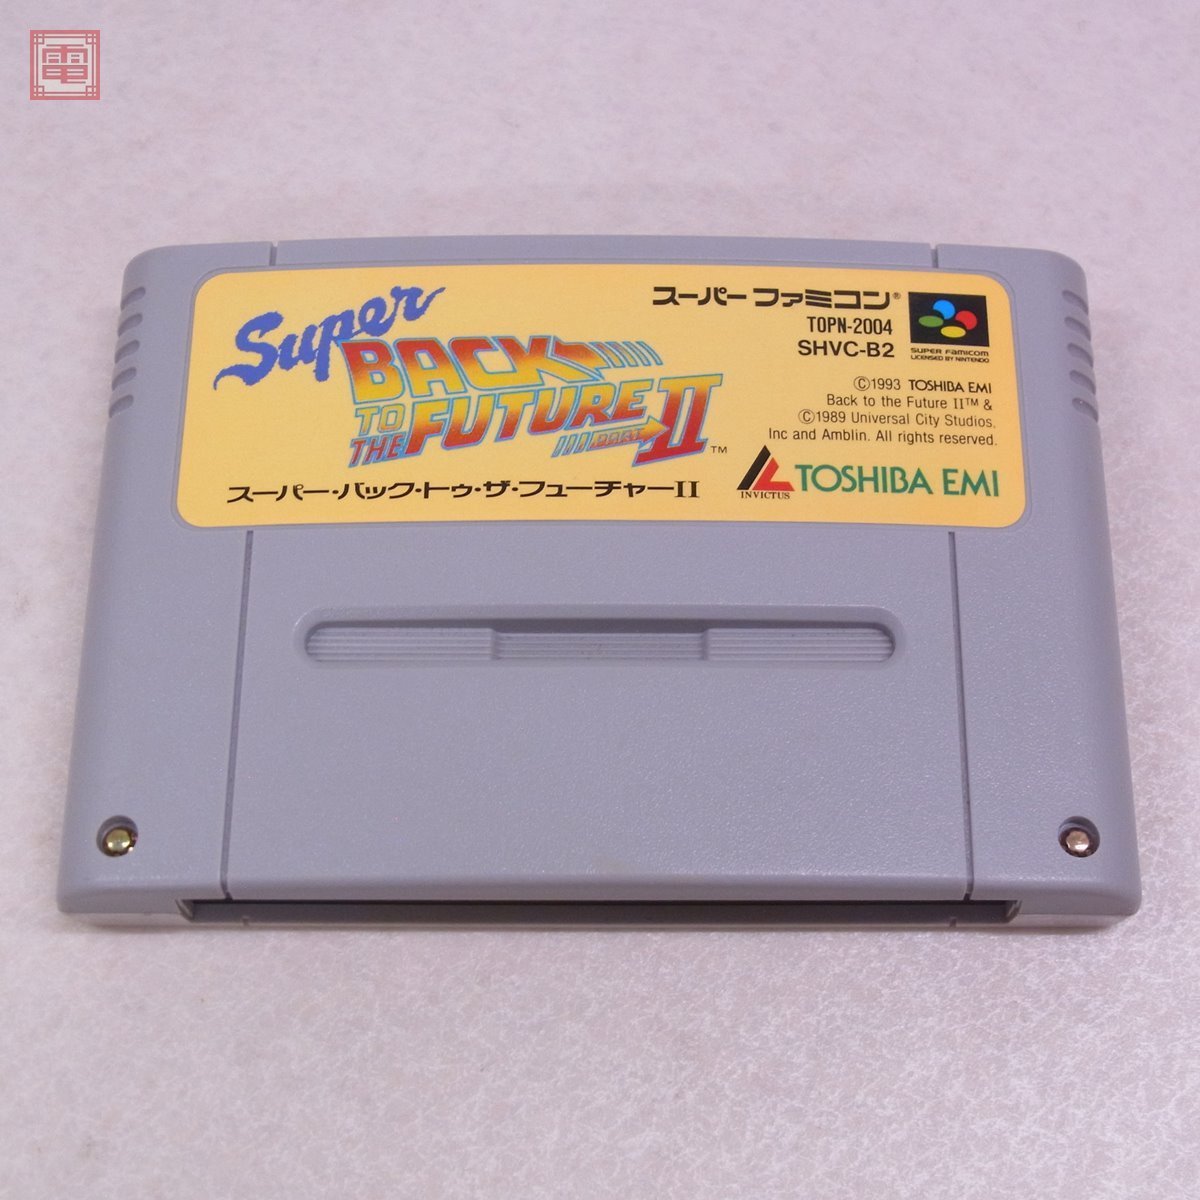 電
Super
BACK
TO
THE FUTURE
PART II™
スーパー・バック・トゥ・ザ・フューチャーII
スーパーファミコン®
TOPN-2004
SHVC-B2
SUPER FAMICOM
LICENSED BY NINTENDO
©1993 TOSHIBA EMI
Back to the Future II™ &
©1989 Universal City Studios,
Inc and Amblin. All rights reserved.
INVICTUS
TOSHIBA EMI